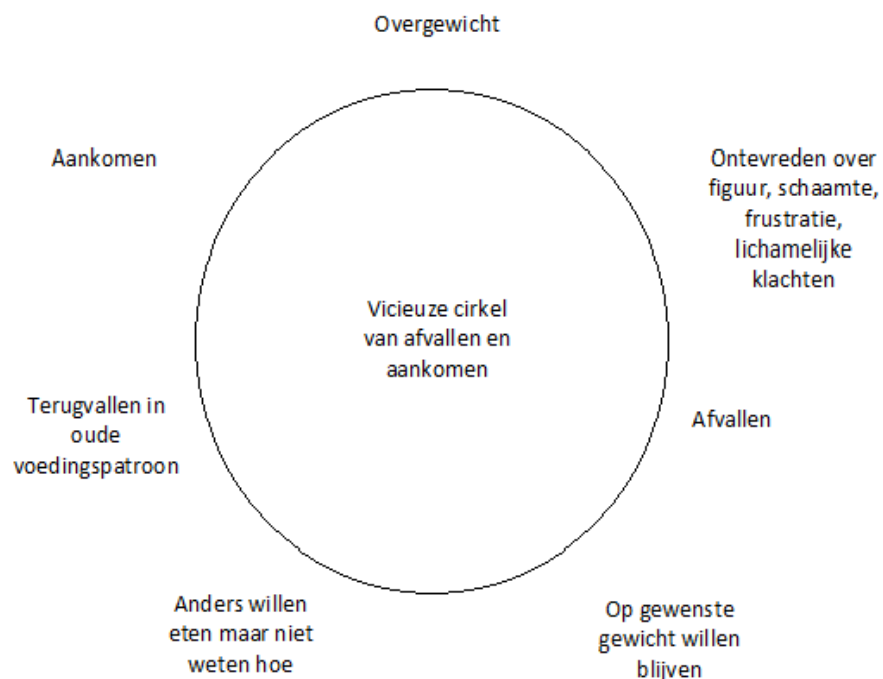 Overgewicht
Ontevreden over
figuur, schaamte,
frustratie,
lichamelijke
klachten
Afvallen
Op gewenste
gewicht willen
blijven
Anders willen
eten maar niet
weten hoe
Terugvallen in
oude
voedingspatroon
Aankomen
Vicieuze cirkel
van afvallen en
aankomen